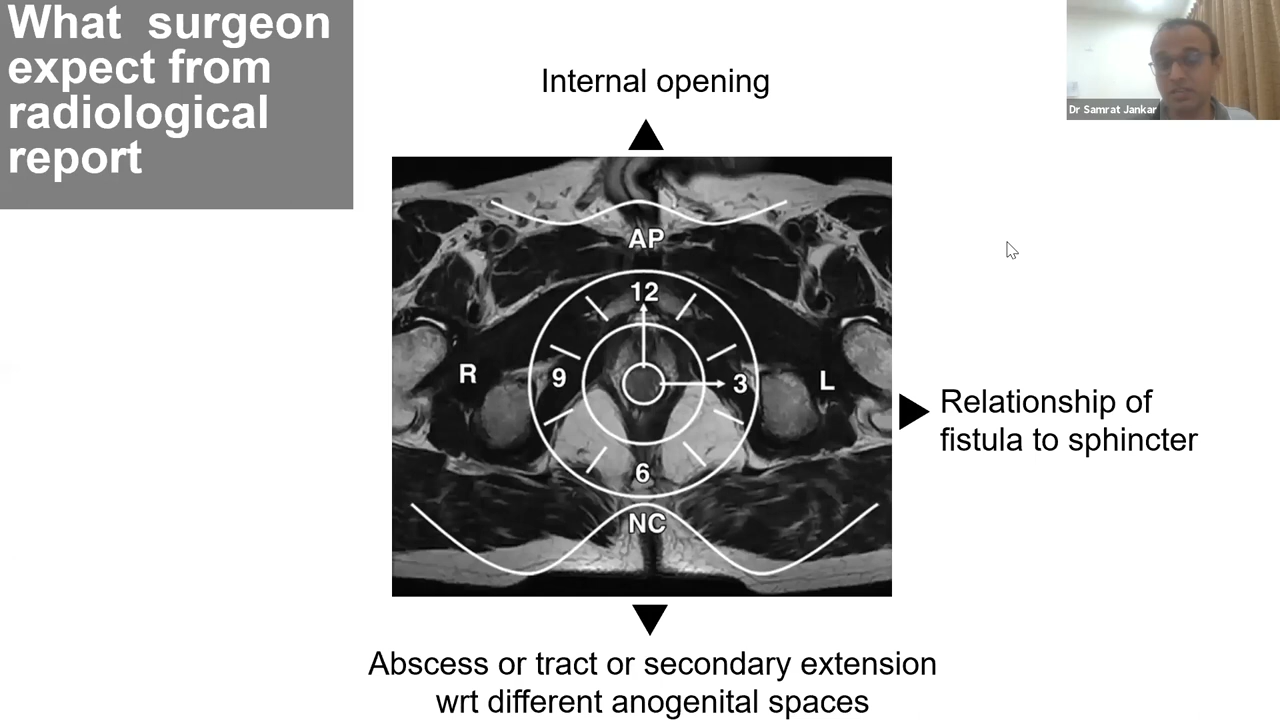 What surgeon
expect from
radiological
report
Internal opening
Dr Samrat Jankar
AP
12
R
9
3
L
6
NC
Relationship of
fistula to sphincter
Abscess or tract or secondary extension
wrt different anogenital spaces